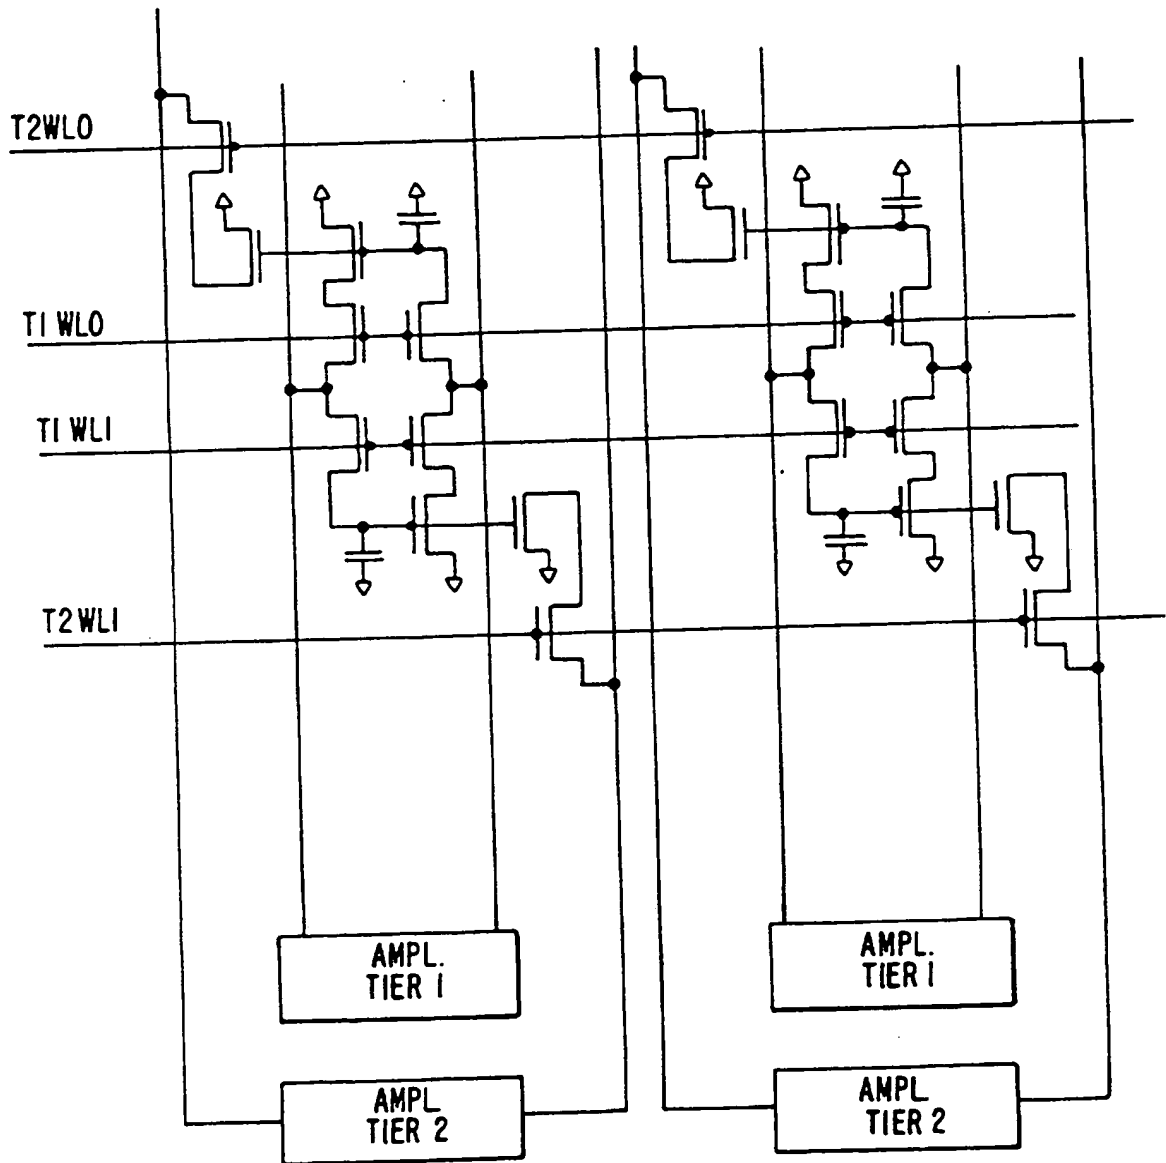 T2WL0
T1 WL0
T1 WL1
T2WL1
AMPL.
TIER 1
AMPL.
TIER 1
AMPL
TIER 2
AMPL
TIER 2